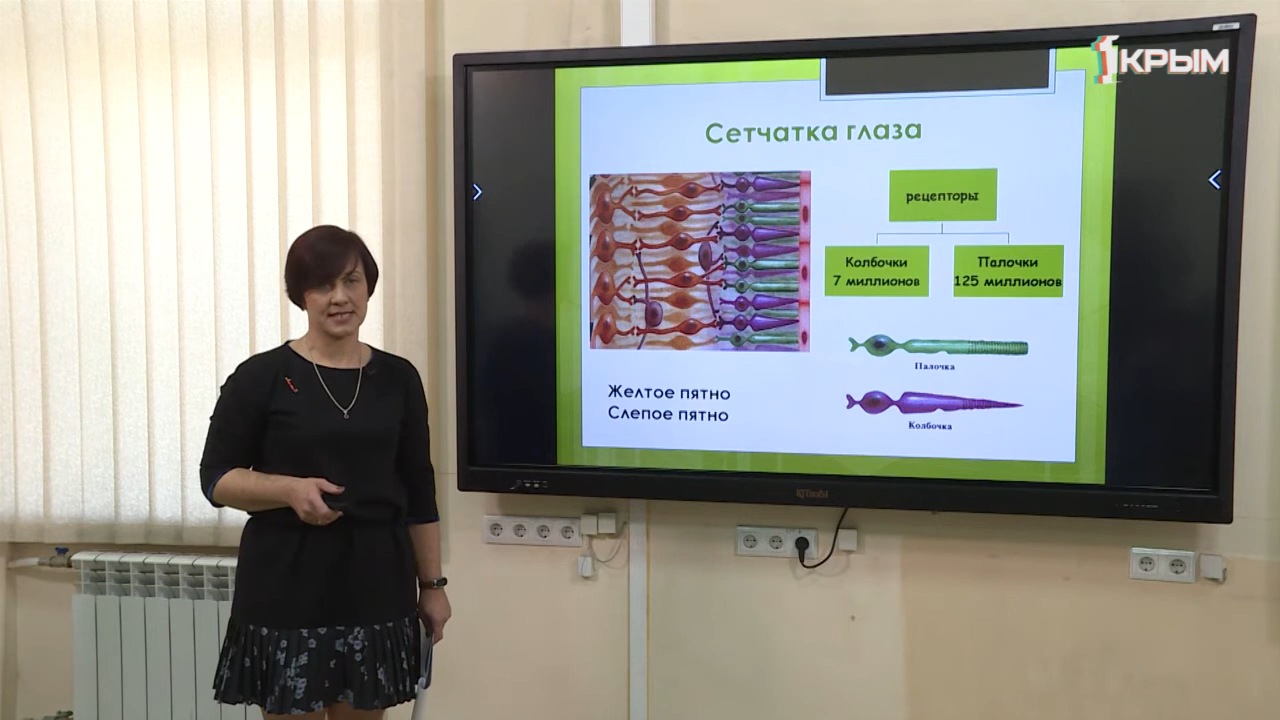 1КРЫМ
Сетчатка глаза
рецепторы
Колбочки
7 миллионов
Палочки
125 миллионов
Палочка
Колбочка
Желтое пятно
Слепое пятно